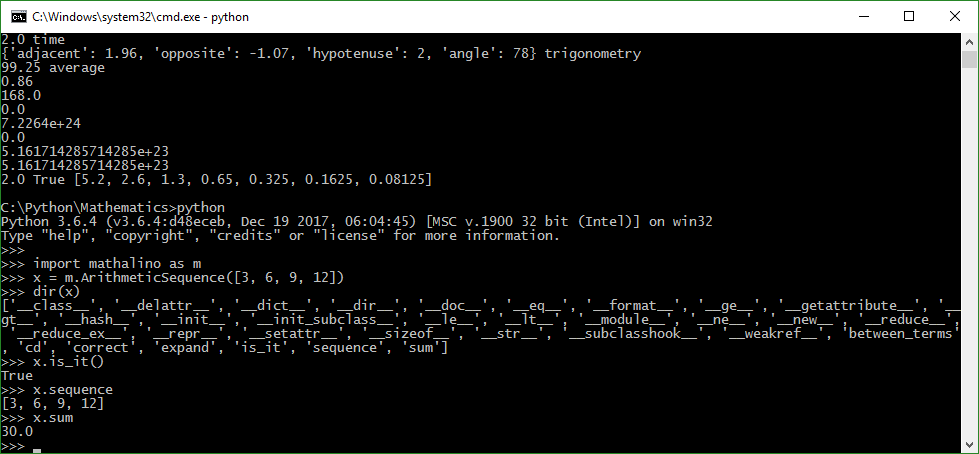 C:\Windows\system32\cmd.exe - python
2.0 time
{'adjacent': 1.96, 'opposite': -1.07, 'hypotenuse': 2, 'angle': 78} trigonometry
99.25 average
0.86
168.0
0.0
7.2264e+24
0.0
5.161714285714285e+23
5.161714285714285e+23
2.0 True [5.2, 2.6, 1.3, 0.65, 0.325, 0.1625, 0.08125]
C:\Python\Mathematics>python
Python 3.6.4 (v3.6.4:d48eceb, Dec 19 2017, 06:04:45) [MSC v.1900 32 bit (Intel)] on win32
Type "help", "copyright", "credits" or "license" for more information.
>>>
>>> import mathalino as m
>>> x = m.ArithmeticSequence([3, 6, 9, 12])
>>> dir(x)
['__class__', '__delattr__', '__dict__', '__dir__', '__doc__', '__eq__', '__format__', '__ge__', '__getattribute__', '__
gt__', '__hash__', '__init__', '__init_subclass__', '__le__', '__lt__', '__module__', '__ne__', '__new__', '__reduce__',
 '__reduce_ex__', '__repr__', '__setattr__', '__sizeof__', '__str__', '__subclasshook__', '__weakref__', 'between_terms'
, 'cd', 'correct', 'expand', 'is_it', 'sequence', 'sum']
>>> x.is_it()
True
>>> x.sequence
[3, 6, 9, 12]
>>> x.sum
30.0
>>>